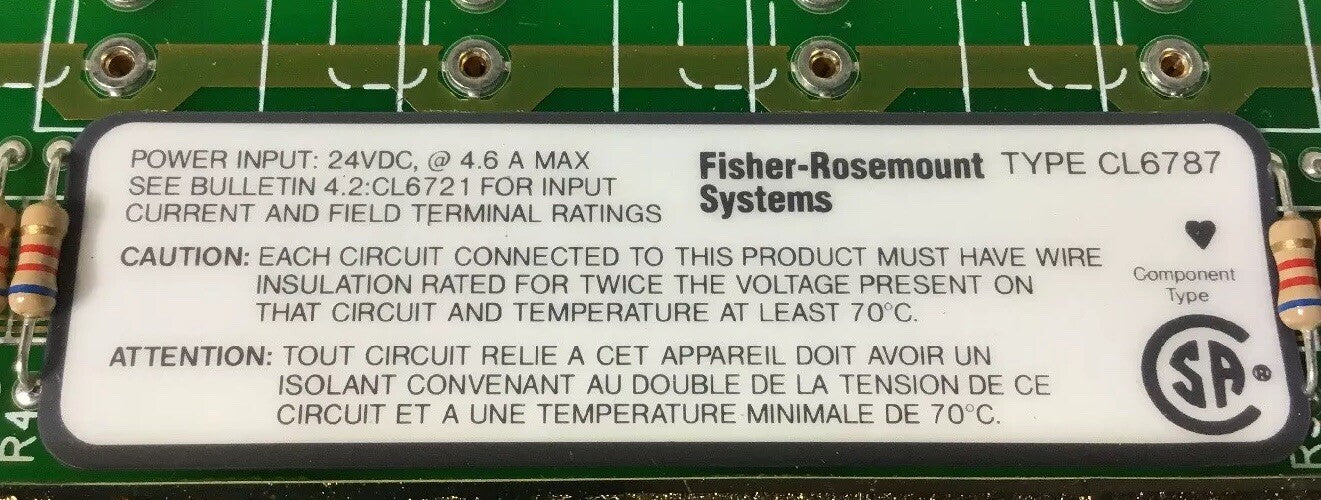 POWER INPUT: 24VDC, @ 4.6 A MAX
SEE BULLETIN 4.2:CL6721 FOR INPUT
CURRENT AND FIELD TERMINAL RATINGS
Fisher-Rosemount TYPE CL6787
Systems
CAUTION: EACH CIRCUIT CONNECTED TO THIS PRODUCT MUST HAVE WIRE
INSULATION RATED FOR TWICE THE VOLTAGE PRESENT ON
THAT CIRCUIT AND TEMPERATURE AT LEAST 70°C.
Component
Type
ATTENTION: TOUT CIRCUIT RELIE A CET APPAREIL DOIT AVOIR UN
ISOLANT CONVENANT AU DOUBLE DE LA TENSION DE CE
CIRCUIT ET A UNE TEMPERATURE MINIMALE DE 70°C.
CSA®
R4